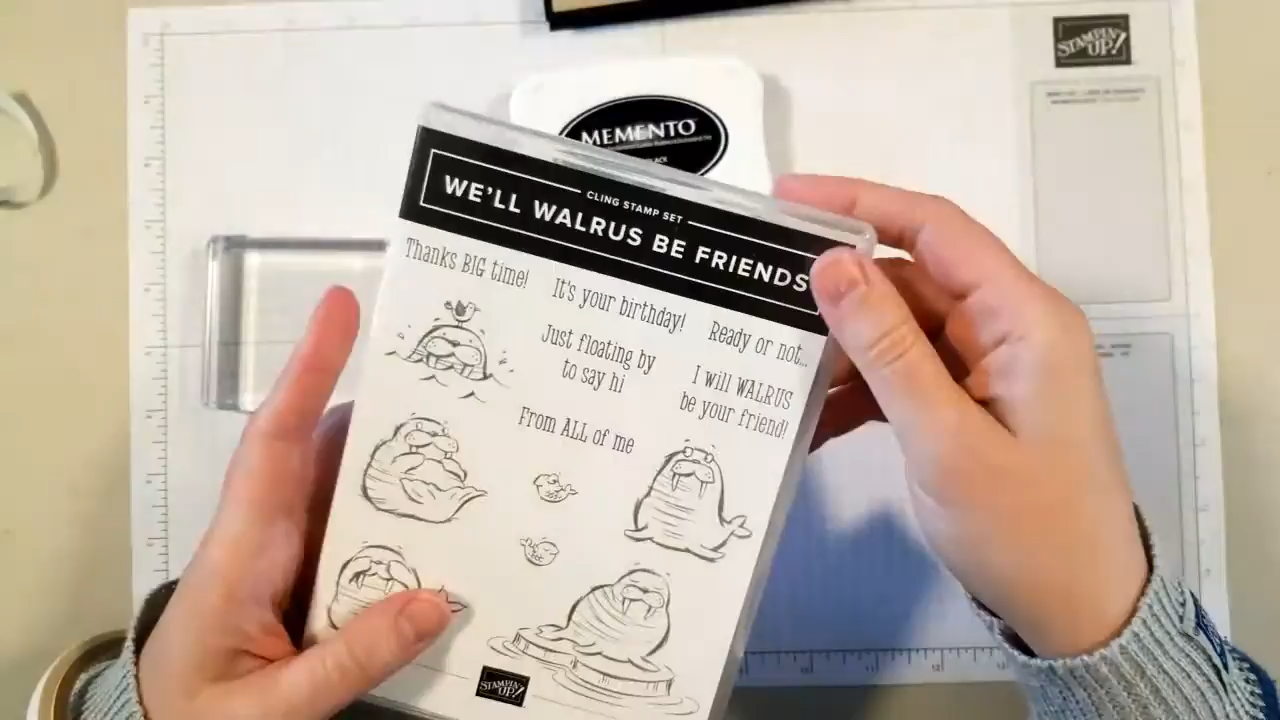 STAMPIN' UP!
MEMENTO
CLING STAMP SET
WE'LL WALRUS BE FRIENDS
Thanks BIG time!
It's your birthday!
Ready or not...
Just floating by
to say hi
I will WALRUS
be your friend!
From ALL of me
STAMPIN' UP!